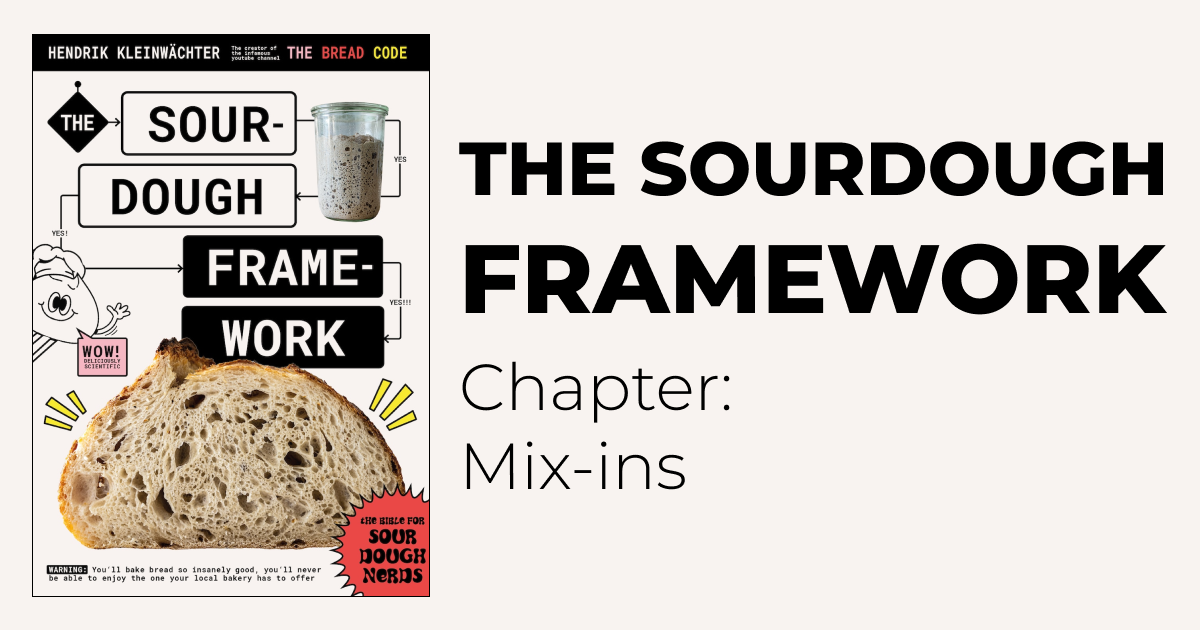 HENDRIK KLEINWÄCHTER The creator of the infamous youtube channel THE BREAD CODE
THE SOUR-
YES
DOUGH
YES!
FRAME-
YES!!!
WORK
WOW!
DELICIOUSLY
SCIENTIFIC
THE BIBLE FOR
SOUR
DOUGH
NERDS
WARNING: You'll bake bread so insanely good, you'll never
be able to enjoy the one your local bakery has to offer
THE SOURDOUGH
FRAMEWORK
Chapter:
Mix-ins